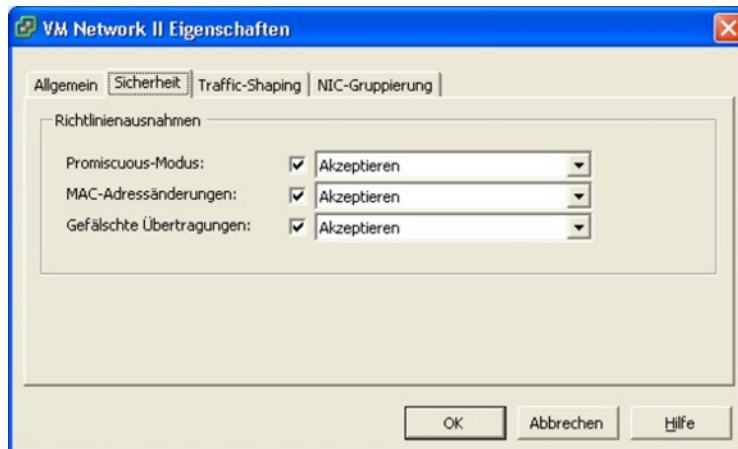 VM Network II Eigenschaften
Allgemein Sicherheit Traffic-Shaping NIC-Gruppierung
Richtlinienausnahmen
Promiscuous-Modus: Akzeptieren
MAC-Adressänderungen: Akzeptieren
Gefälschte Übertragungen: Akzeptieren
OK Abbrechen Hilfe